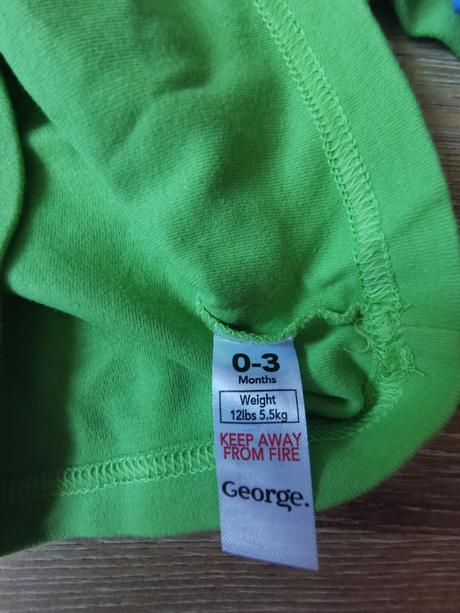 0-3
Months
Weight
12lbs 5.5kg
KEEP AWAY
FROM FIRE
George.